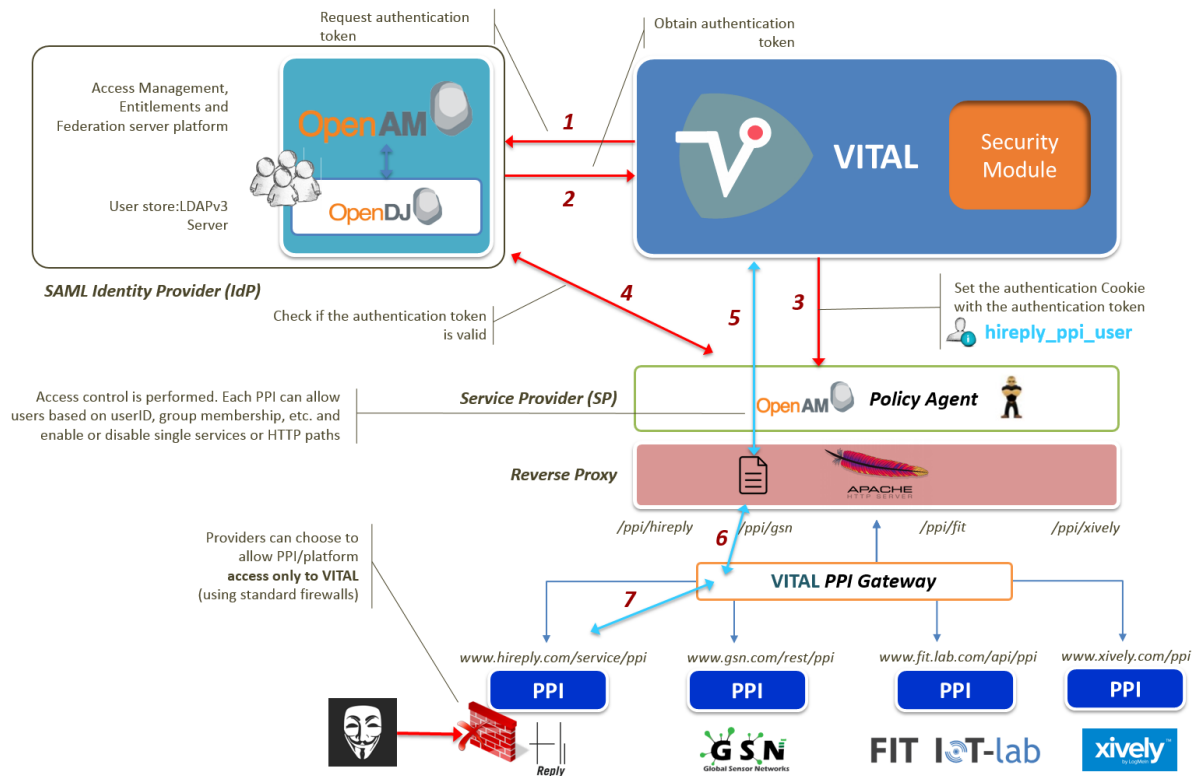 Request authentication
token
Obtain authentication
token
Access Management,
Entitlements and
Federation server platform
OpenAM
User store:LDAPv3
Server
OpenDJ
SAML Identity Provider (IdP)
1
2
VITAL
Security
Module
Check if the authentication token
is valid
4
5
3
Set the authentication Cookie
with the authentication token
hireply_ppi_user
Access control is performed. Each PPI can allow
users based on userID, group membership, etc. and
enable or disable single services or HTTP paths
Service Provider (SP)
OpenAM
Policy Agent
Reverse Proxy
APACHE
HTTP SERVER
/ppi/hireply
/ppi/gsn
/ppi/fit
/ppi/xively
Providers can choose to
allow PPI/platform
access only to VITAL
(using standard firewalls)
6
VITAL PPI Gateway
7
www.hireply.com/service/ppi
www.gsn.com/rest/ppi
www.fit.lab.com/api/ppi
www.xively.com/ppi
PPI
PPI
PPI
PPI
Reply
GSN
Global Sensor Networks
FIT IoT-lab
xively™
by LogMeIn